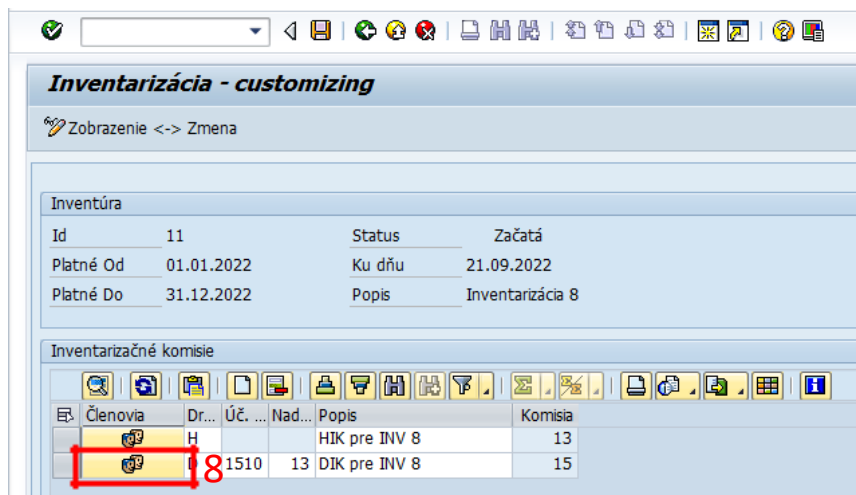 Inventarizácia - customizing
Zobrazenie <-> Zmena
Inventúra
Id 11 Status Začatá
Platné Od 01.01.2022 Ku dňu 21.09.2022
Platné Do 31.12.2022 Popis Inventarizácia 8
Inventarizačné komisie
Členovia Dr... Úč. ... Nad... Popis Komisia
H HIK pre INV 8 13
D 8 1510 13 DIK pre INV 8 15